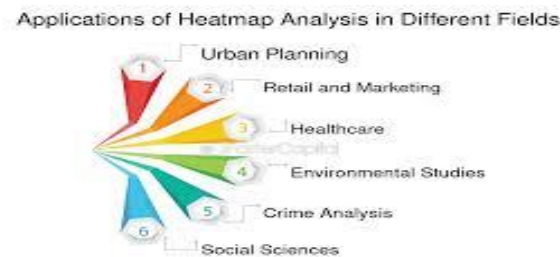 Applications of Heatmap Analysis in Different Fields
1 Urban Planning
2 Retail and Marketing
3 Healthcare
4 Environmental Studies
5 Crime Analysis
6 Social Sciences